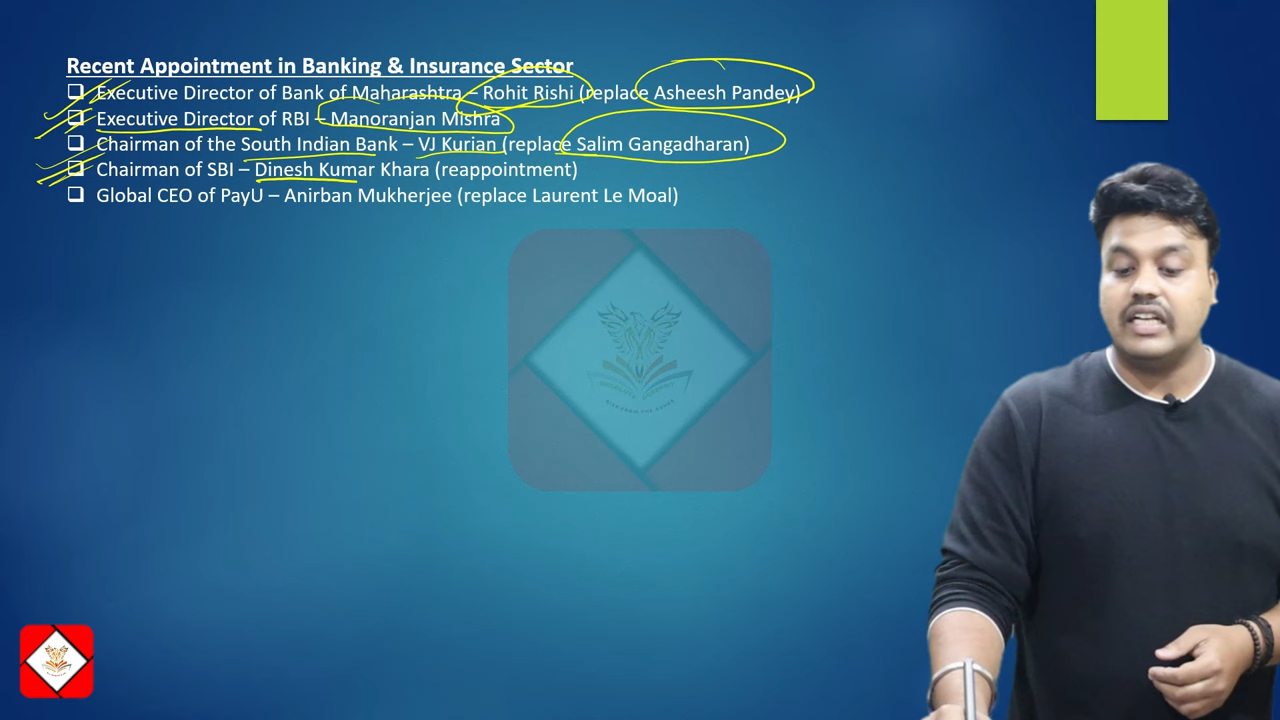 Recent Appointment in Banking & Insurance Sector
❑ Executive Director of Bank of Maharashtra – Rohit Rishi (replace Asheesh Pandey)
❑ Executive Director of RBI – Manoranjan Mishra
❑ Chairman of the South Indian Bank – VJ Kurian (replace Salim Gangadharan)
❑ Chairman of SBI – Dinesh Kumar Khara (reappointment)
❑ Global CEO of PayU – Anirban Mukherjee (replace Laurent Le Moal)